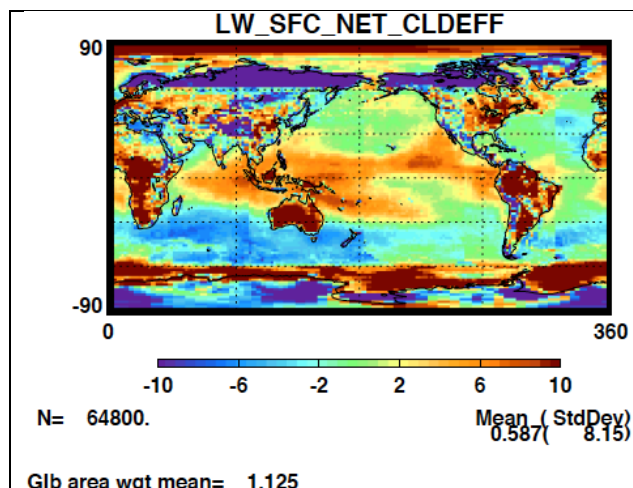 LW_SFC_NET_CLDEFF
90
-90
0 360
-10 -6 -2 2 6 10
N= 64800. Mean ( StdDev)
0.587( 8.15)
Glb area wgt mean= 1.125